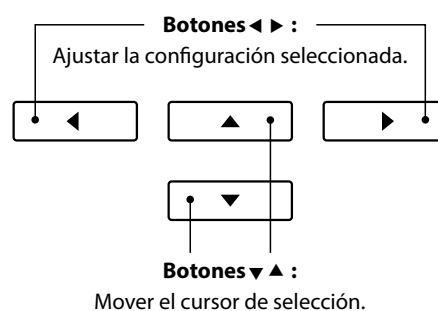 Botones ◀ ▶ :
Ajustar la configuración seleccionada.
◀ ▲ ▶
▼
Botones ▼ ▲ :
Mover el cursor de selección.